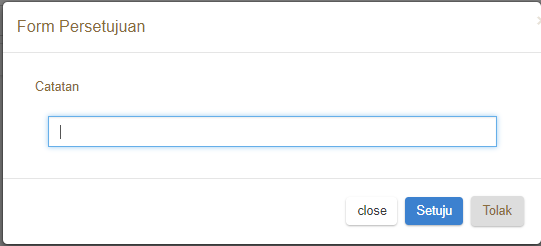 Form Persetujuan
Catatan
close Setuju Tolak